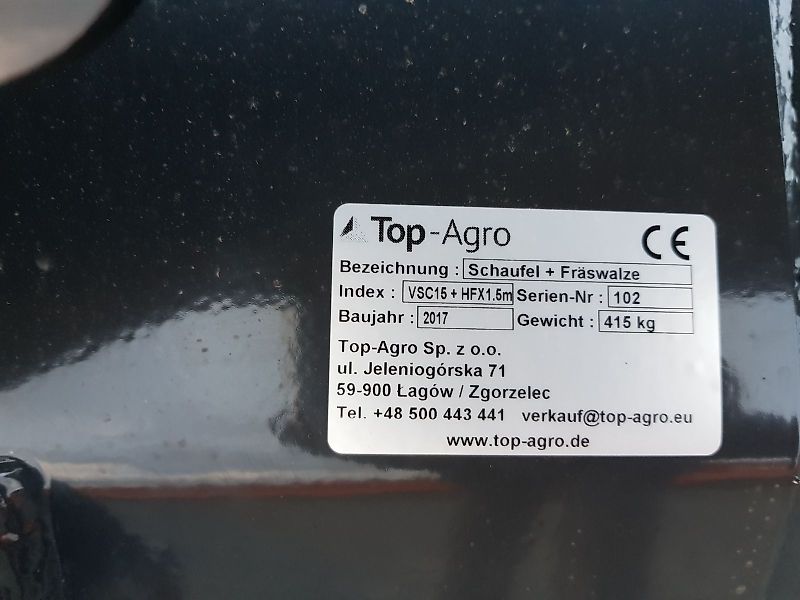 Top-Agro CE
Bezeichnung : Schaufel + Fräswalze
Index : VSC15 + HFX1.5m Serien-Nr : 102
Baujahr : 2017 Gewicht : 415 kg
Top-Agro Sp. z o.o.
ul. Jeleniogórska 71
59-900 Łagów / Zgorzelec
Tel. +48 500 443 441 verkauf@top-agro.eu
www.top-agro.de